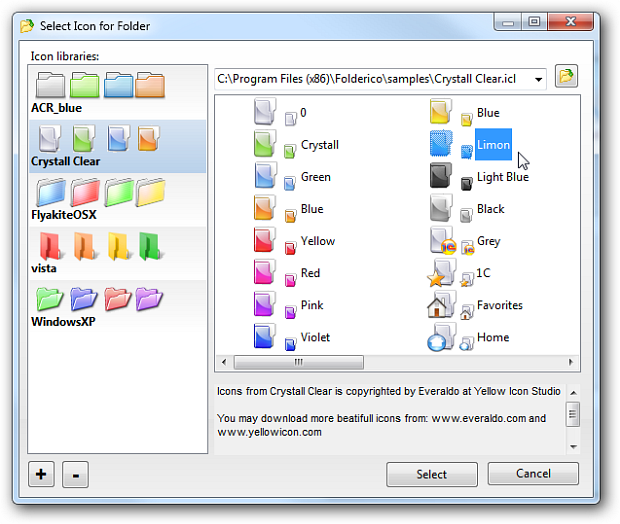 Select Icon for Folder
Icon libraries:
ACR_blue
Crystall Clear
FlyakiteOSX
vista
WindowsXP
C:\Program Files (x86)\Folderico\samples\Crystall Clear.icl
0
Crystall
Green
Blue
Yellow
Red
Pink
Violet
Blue
Limon
Light Blue
Black
Grey
1C
Favorites
Home
Icons from Crystall Clear is copyrighted by Everaldo at Yellow Icon Studio
You may download more beatifull icons from: www.everaldo.com and
www.yellowicon.com
+
-
Select
Cancel